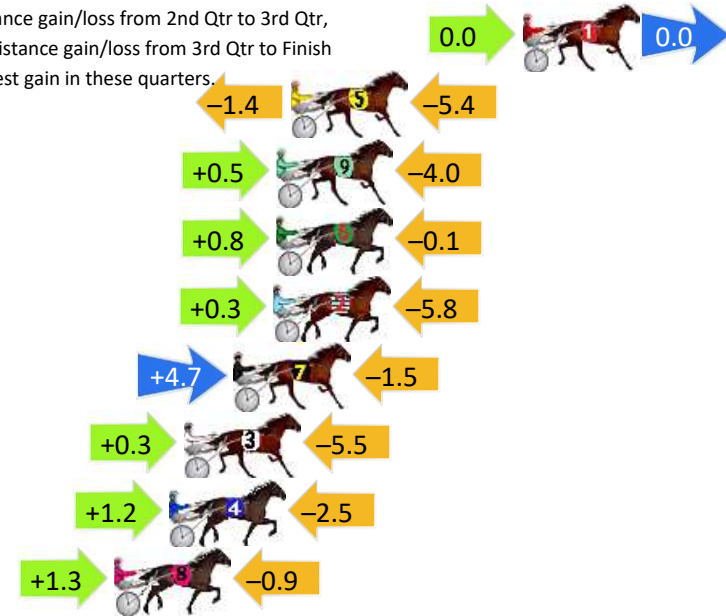 ance gain/loss from 2nd Qtr to 3rd Qtr,
istance gain/loss from 3rd Qtr to Finish
est gain in these quarters.
0.0 1 0.0
–1.4 5 –5.4
+0.5 9 –4.0
+0.8 6 –0.1
+0.3 2 –5.8
+4.7 7 –1.5
+0.3 3 –5.5
+1.2 4 –2.5
+1.3 8 –0.9